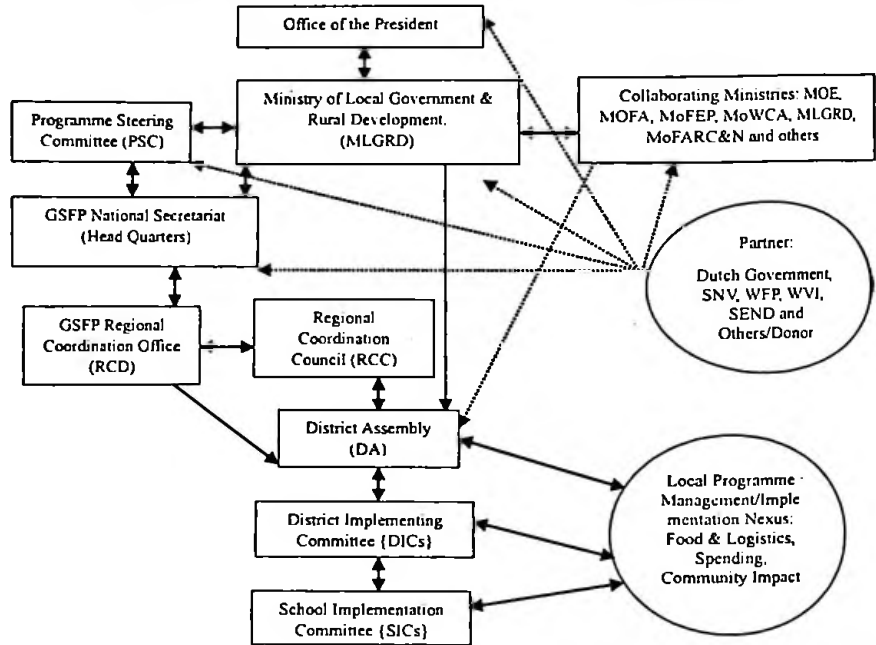 Office of the President
Ministry of Local Government &
Rural Development.
(MLGRD)
Collaborating Ministries: MOE,
MOFA, MoFEP, MoWCA, MLGRD,
MoFARC&N and others
Programme Steering
Committee (PSC)
GSFP National Secretariat
(Head Quarters)
Partner:
Dutch Government,
SNV, WFP, WVI,
SEND and
Others/Donor
GSFP Regional
Coordination Office
(RCD)
Regional
Coordination
Council (RCC)
District Assembly
(DA)
Local Programme
Management/Imple
mentation Nexus:
Food & Logistics,
Spending,
Community Impact
District Implementing
Committee {DICs}
School Implementation
Committee {SICs}